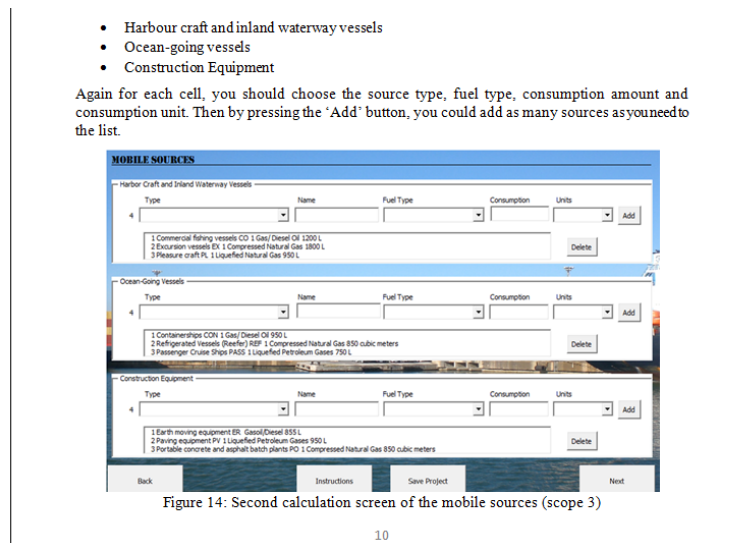 • Harbour craft and inland waterway vessels
• Ocean-going vessels
• Construction Equipment
Again for each cell, you should choose the source type, fuel type, consumption amount and
consumption unit. Then by pressing the ‘Add’ button, you could add as many sources as you need to
the list.
MOBILE SOURCES
Harbor Craft and Inland Waterway Vessels
Type Name Fuel Type Consumption Units
4 Add
1 Commercial fishing vessels CO 1 Gas/ Diesel Oil 1200 L
2 Excursion vessels EX 1 Compressed Natural Gas 1800 L
3 Pleasure craft PL 1 Liquefied Natural Gas 950 L
Delete
Ocean-Going Vessels
Type Name Fuel Type Consumption Units
4 Add
1 Containerships CON 1 Gas/ Diesel Oil 950 L
2 Refrigerated Vessels (Reefer) REF 1 Compressed Natural Gas 850 cubic meters
3 Passenger Cruise Ships PASS 1 Liquefied Petroleum Gases 750 L
Delete
Construction Equipment
Type Name Fuel Type Consumption Units
4 Add
1 Earth moving equipment ER Gasoil/Diesel 855 L
2 Paving equipment PV 1 Liquefied Petroleum Gases 950 L
3 Portable concrete and asphalt batch plants PO 1 Compressed Natural Gas 850 cubic meters
Delete
Back Instructions Save Project Next
Figure 14: Second calculation screen of the mobile sources (scope 3)
10